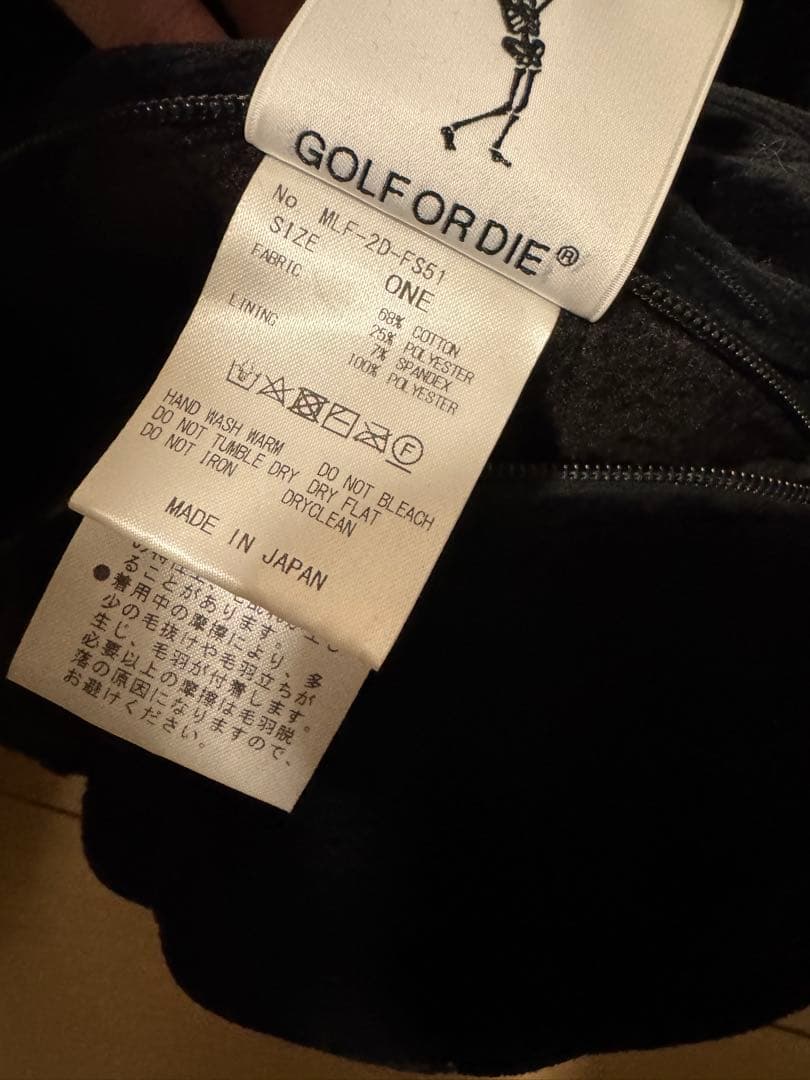 GOLF OR DIE®
No MLF-2D-FS51
SIZE ONE
FABRIC 68% COTTON
25% POLYESTER
7% SPANDEX
LINING 100% POLYESTER
F
HAND WASH WARM DO NOT BLEACH
DO NOT TUMBLE DRY DRY FLAT
DO NOT IRON DRYCLEAN
MADE IN JAPAN
ることがあります。
●着用中の摩擦により、多
少の毛抜けや毛羽立ちが
生じ、毛羽が付着します。
必要以上の摩擦は毛羽脱
落の原因になりますので、
お避けください。